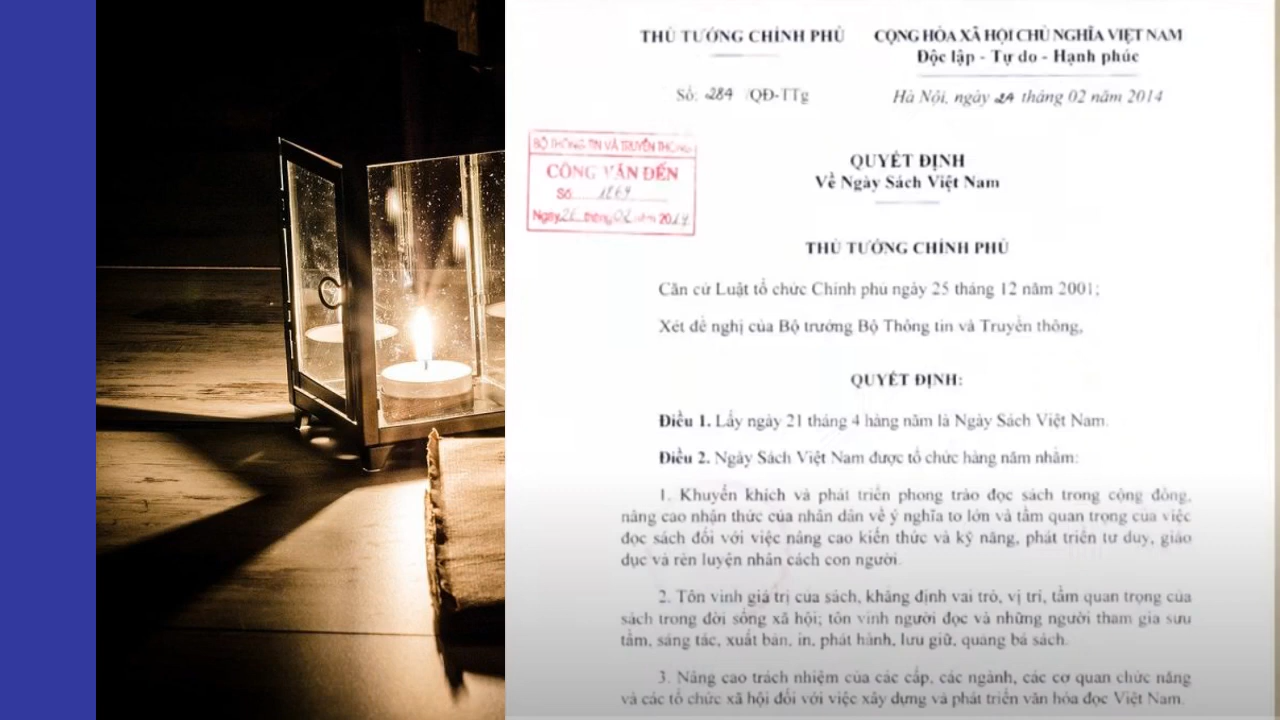 THỦ TƯỚNG CHÍNH PHỦ
CỘNG HÒA XÃ HỘI CHỦ NGHĨA VIỆT NAM
Độc lập - Tự do - Hạnh phúc
Số: 284 /QĐ-TTg
Hà Nội, ngày 24 tháng 02 năm 2014
BỘ THÔNG TIN VÀ TRUYỀN THÔNG
CÔNG VĂN ĐẾN
Số 1269
Ngày 26 tháng 02 năm 2014
QUYẾT ĐỊNH
Về Ngày Sách Việt Nam
THỦ TƯỚNG CHÍNH PHỦ
Căn cứ Luật tổ chức Chính phủ ngày 25 tháng 12 năm 2001;
Xét đề nghị của Bộ trưởng Bộ Thông tin và Truyền thông,
QUYẾT ĐỊNH:
Điều 1. Lấy ngày 21 tháng 4 hàng năm là Ngày Sách Việt Nam.
Điều 2. Ngày Sách Việt Nam được tổ chức hàng năm nhằm:
1. Khuyến khích và phát triển phong trào đọc sách trong cộng đồng,
nâng cao nhận thức của nhân dân về ý nghĩa to lớn và tầm quan trọng của việc
đọc sách đối với việc nâng cao kiến thức và kỹ năng, phát triển tư duy, giáo
dục và rèn luyện nhân cách con người.
2. Tôn vinh giá trị của sách, khẳng định vai trò, vị trí, tầm quan trọng của
sách trong đời sống xã hội; tôn vinh người đọc và những người tham gia sưu
tầm, sáng tác, xuất bản, in, phát hành, lưu giữ, quảng bá sách.
3. Nâng cao trách nhiệm của các cấp, các ngành, các cơ quan chức năng
và các tổ chức xã hội đối với việc xây dựng và phát triển văn hóa đọc Việt Nam.